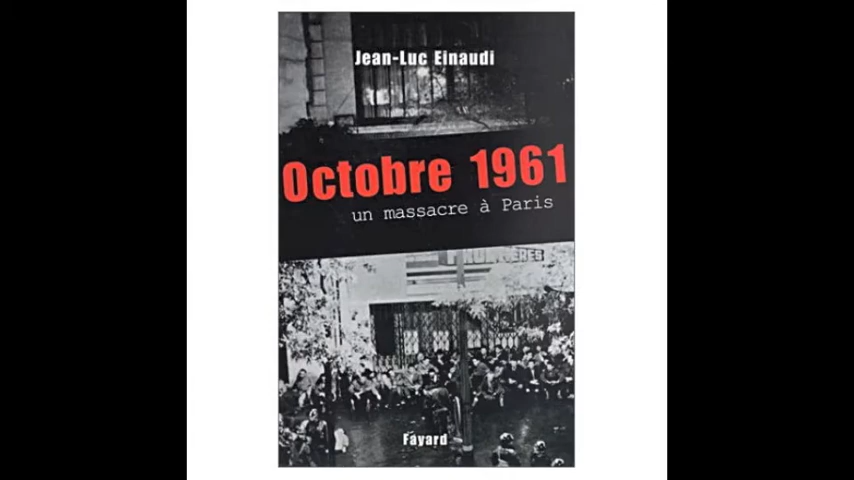 Jean-Luc Einaudi
Octobre 1961
un massacre à Paris
Fayard